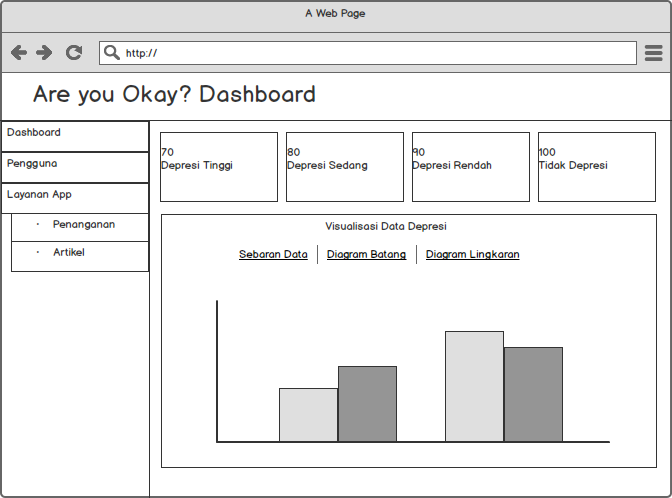 A Web Page
http://
Are you Okay? Dashboard
Dashboard
Pengguna
Layanan App
- Penanganan
- Artikel
70
Depresi Tinggi
80
Depresi Sedang
90
Depresi Rendah
100
Tidak Depresi
Visualisasi Data Depresi
Sebaran Data
Diagram Batang
Diagram Lingkaran